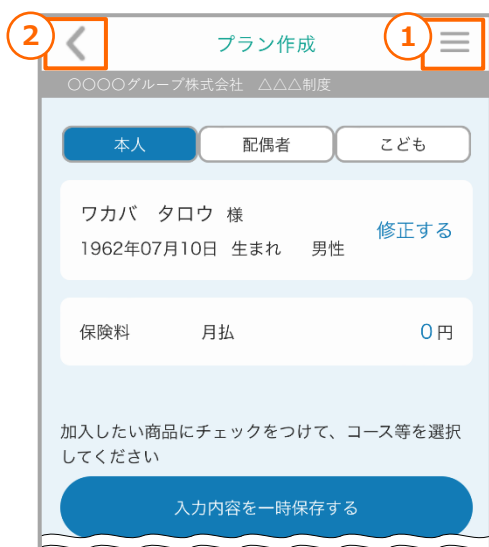 2
プラン作成
1
〇〇〇〇グループ株式会社 △△△制度
本人
配偶者
こども
ワカバ タロウ 様
修正する
1962年07月10日 生まれ 男性
保険料 月払 0円
加入したい商品にチェックをつけて、コース等を選択
してください
入力内容を一時保存する